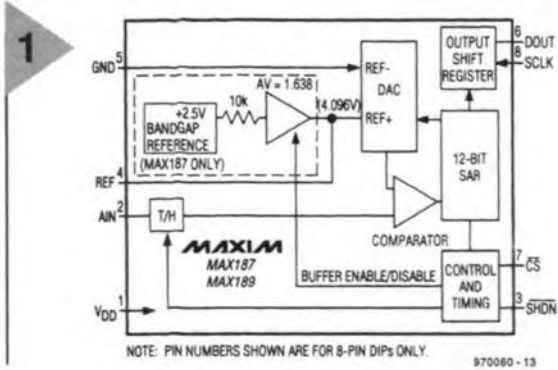 1
GND 5
REF 4
AIN 2
VDD 1
+2.5V
BANDGAP
REFERENCE
(MAX187 ONLY)
10k
AV = 1.638
(4.096V)
REF-
DAC
REF+
T/H
MAXIM
MAX187
MAX189
COMPARATOR
BUFFER ENABLE/DISABLE
OUTPUT
SHIFT
REGISTER
12-BIT
SAR
CONTROL
AND
TIMING
6 DOUT
8 SCLK
7 CS
3 SHDN
NOTE: PIN NUMBERS SHOWN ARE FOR 8-PIN DIPs ONLY.
970060 - 13